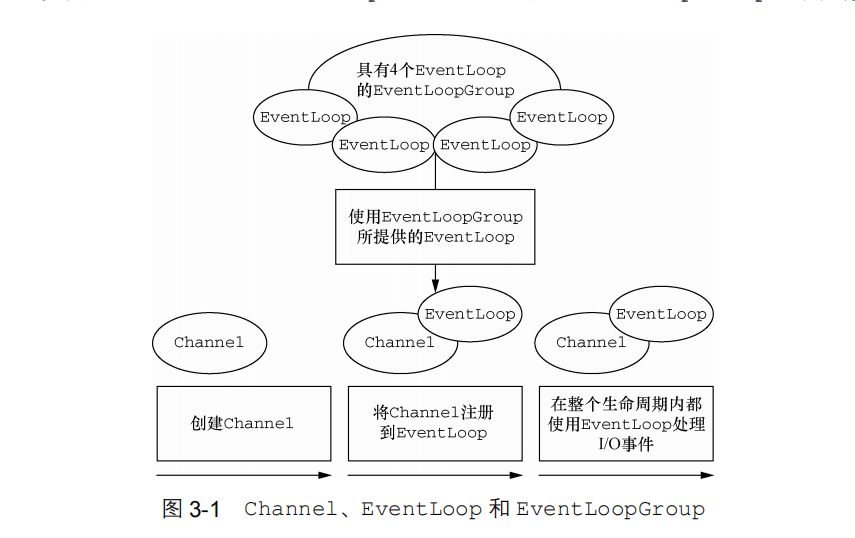 具有4个EventLoop
的EventLoopGroup
EventLoop
EventLoop
EventLoop
EventLoop
使用EventLoopGroup
所提供的EventLoop
Channel
Channel
EventLoop
Channel
EventLoop
创建Channel
将Channel注册
到EventLoop
在整个生命周期内都
使用EventLoop处理
I/O事件
图 3-1 Channel、EventLoop 和 EventLoopGroup